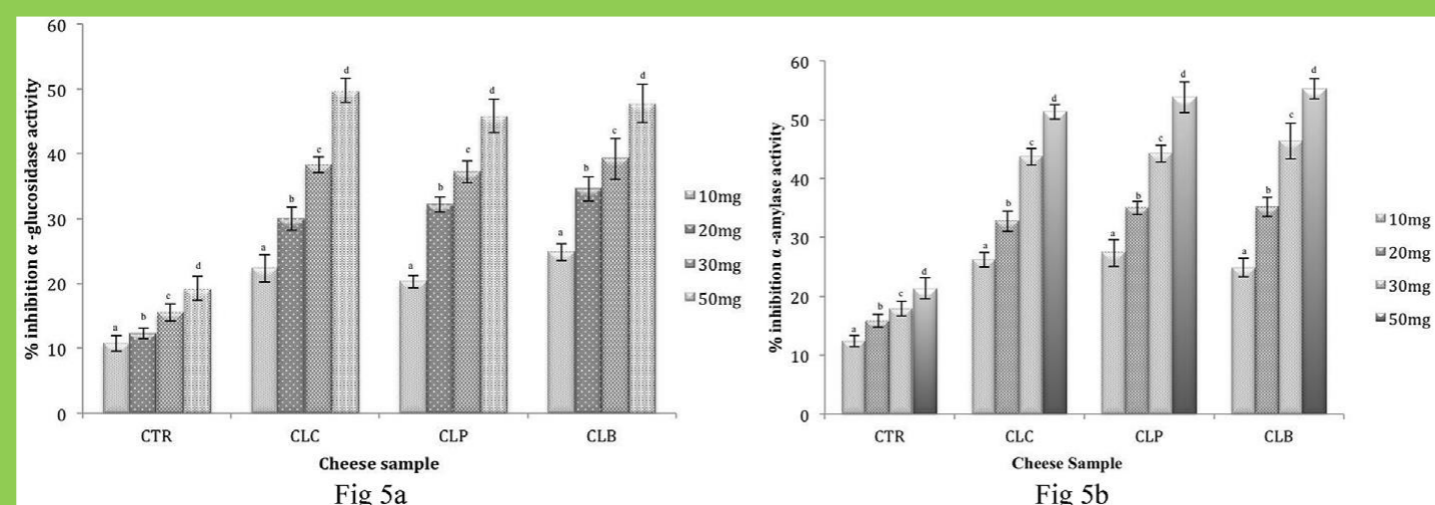 60
50
40
30
20
10
0
% inhibition α -glucosidase activity
a
b
c
d
a
b
c
d
a
b
c
d
a
b
c
d
CTR
CLC
CLP
CLB
Cheese sample
10mg
20mg
30mg
50mg
Fig 5a
60
50
40
30
20
10
0
% inhibition α -amylase activity
a
b
c
d
a
b
c
d
a
b
c
d
a
b
c
d
CTR
CLC
CLP
CLB
Cheese Sample
10mg
20mg
30mg
50mg
Fig 5b